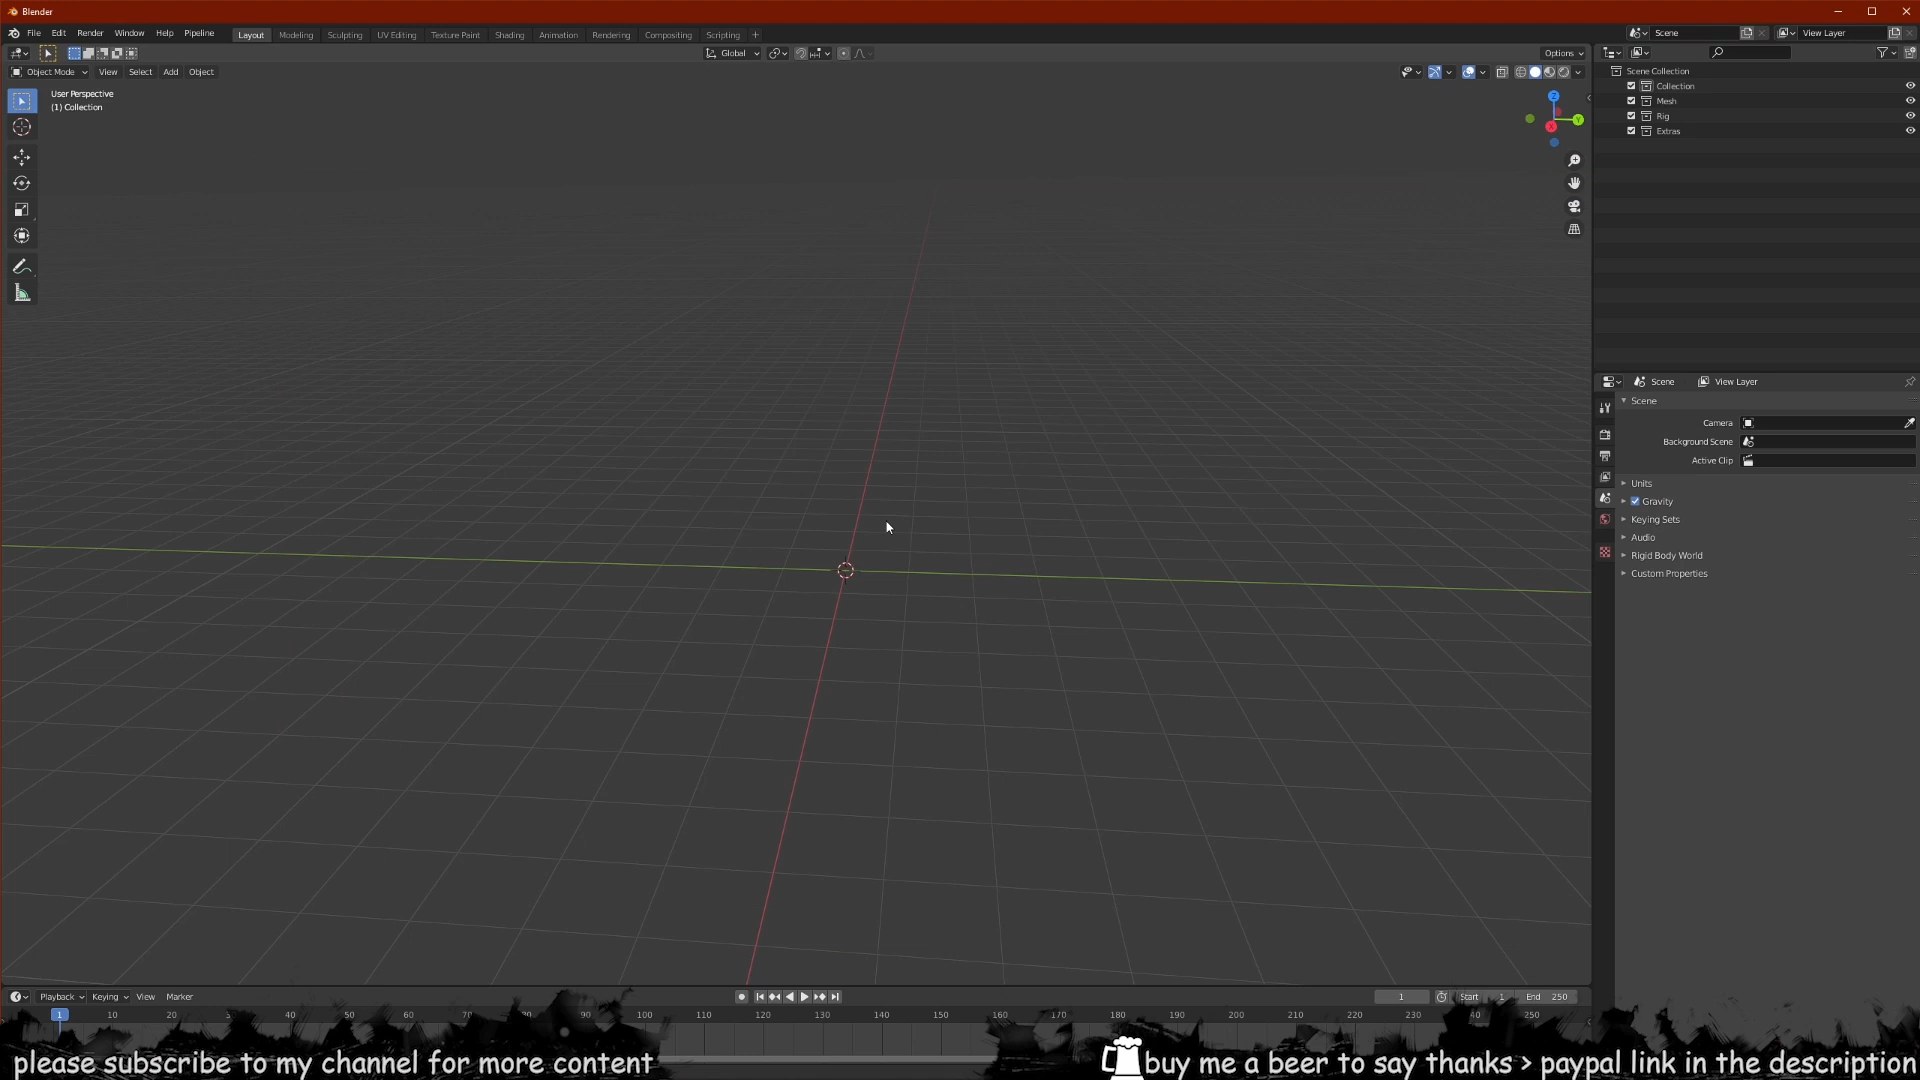 Blender
File Edit Render Window Help Pipeline Layout Modeling Sculpting UV Editing Texture Paint Shading Animation Rendering Compositing Scripting + Scene View Layer
Global Options
Object Mode View Select Add Object
User Perspective
(1) Collection
Z
Y
X
Scene Collection
Collection
Mesh
Rig
Extras
Scene View Layer
Scene
Camera
Background Scene
Active Clip
Units
Gravity
Keying Sets
Audio
Rigid Body World
Custom Properties
Playback Keying View Marker 1 Start 1 End 250
1 10 20 40 50 60 70 80 90 100 110 120 130 140 150 160 170 180 190 200 210 220 230 40 250
please subscribe to my channel for more content
buy me a beer to say thanks > paypal link in the description